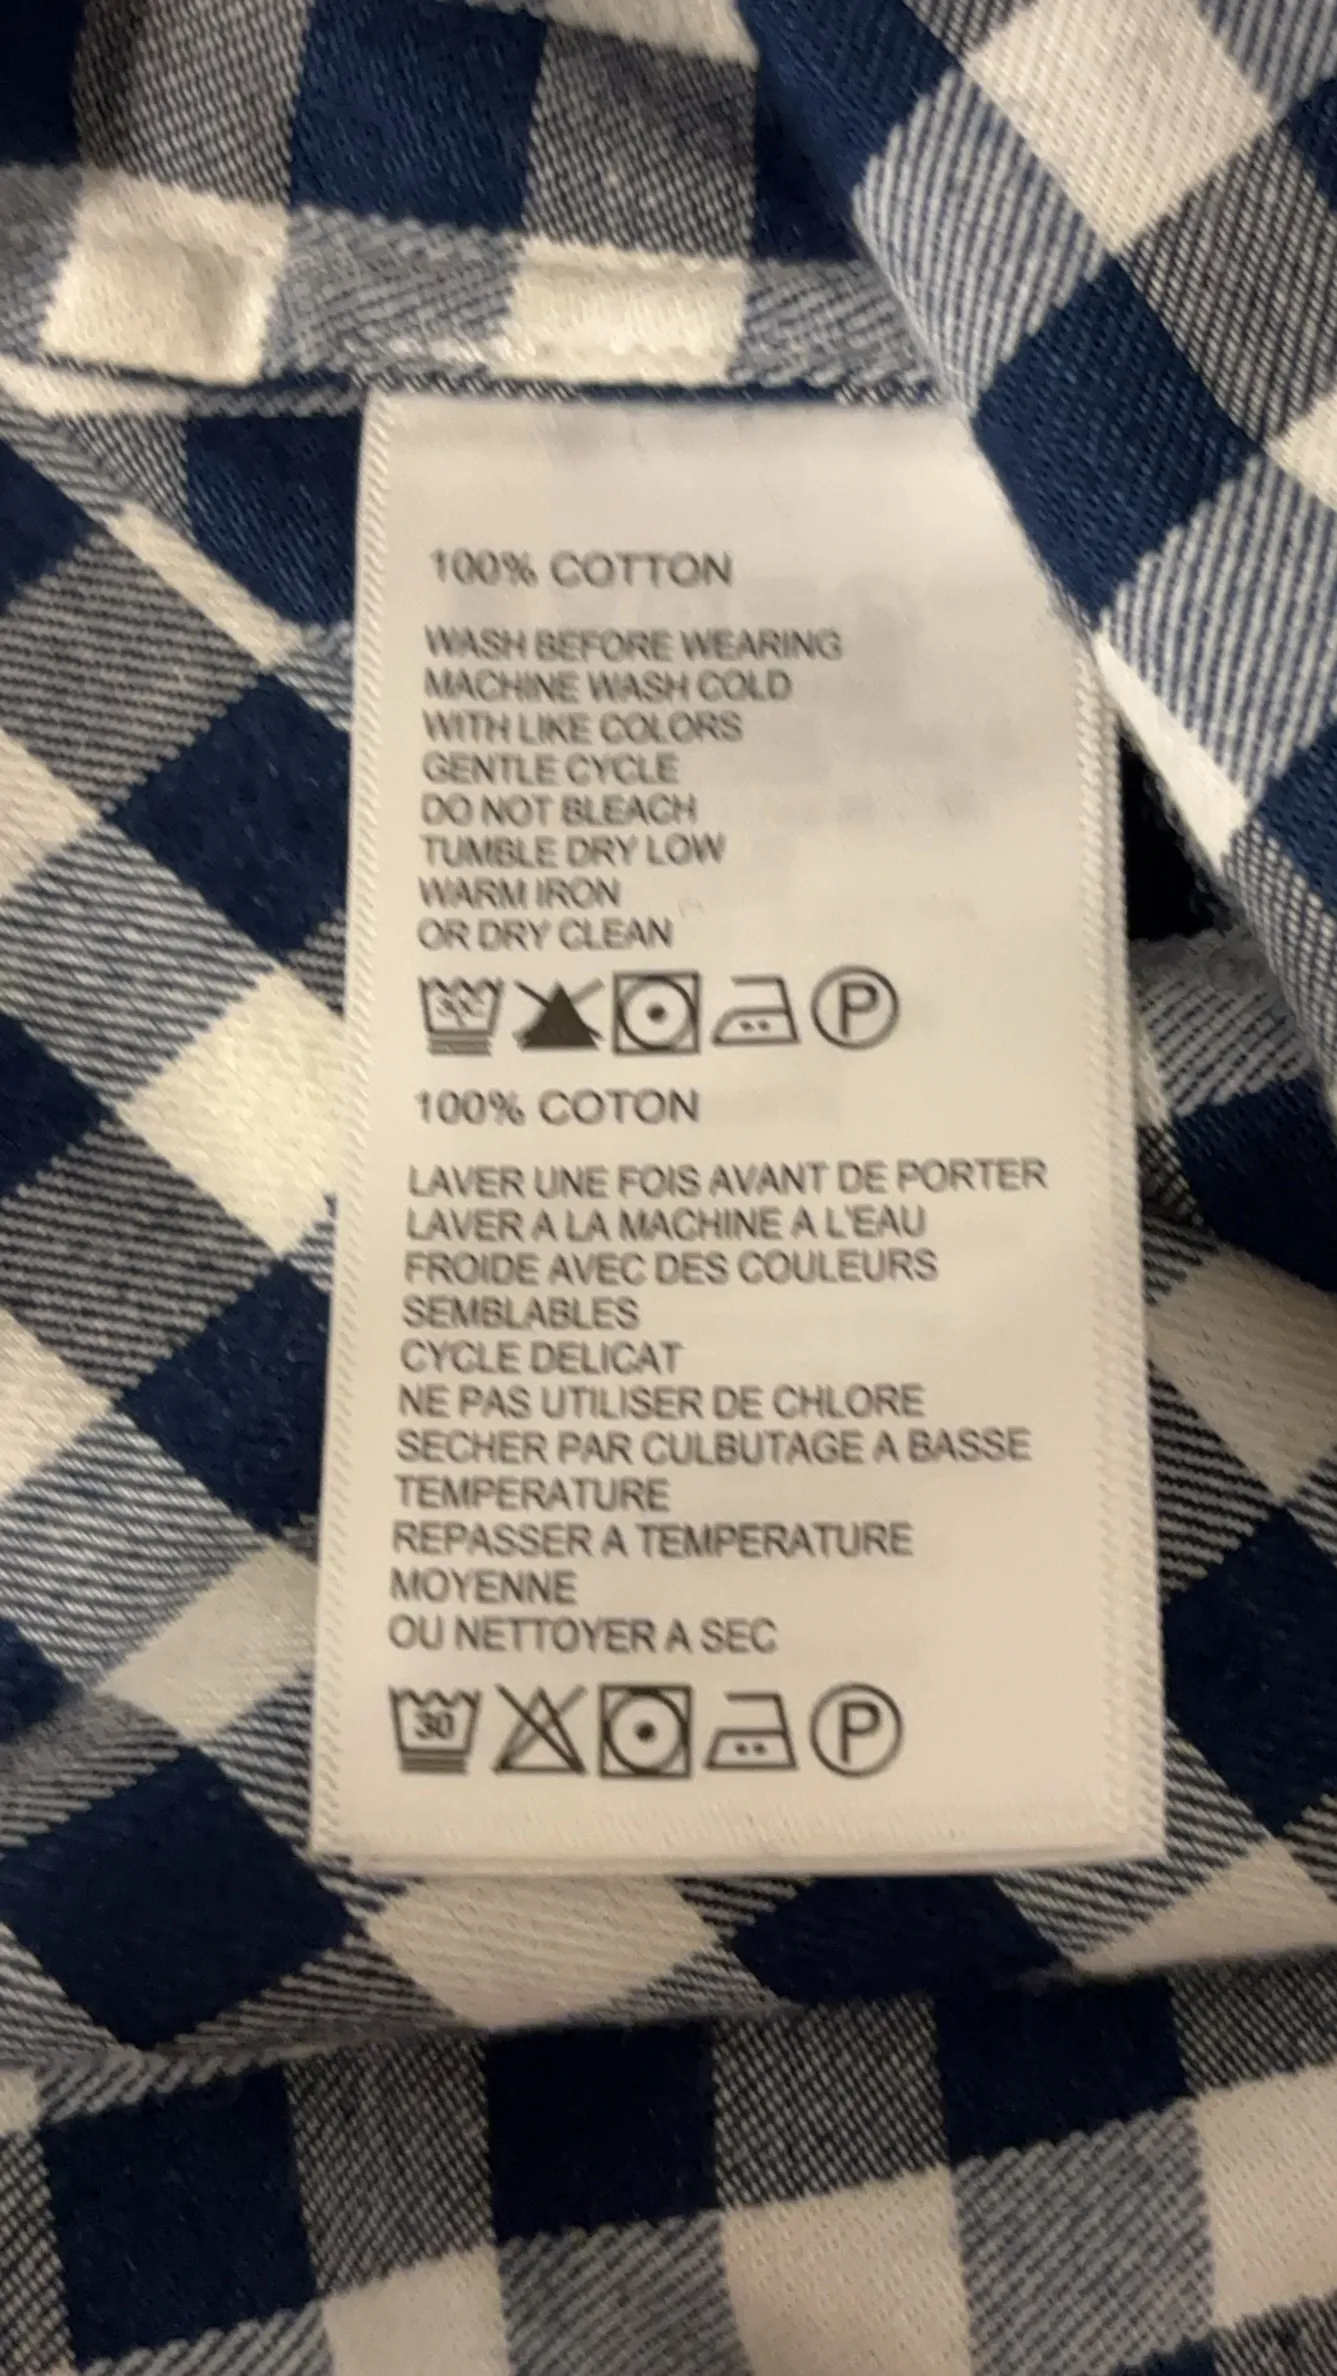 100% COTTON
WASH BEFORE WEARING
MACHINE WASH COLD
WITH LIKE COLORS
GENTLE CYCLE
DO NOT BLEACH
TUMBLE DRY LOW
WARM IRON
OR DRY CLEAN
P
100% COTON
LAVER UNE FOIS AVANT DE PORTER
LAVER A LA MACHINE A L'EAU
FROIDE AVEC DES COULEURS
SEMBLABLES
CYCLE DELICAT
NE PAS UTILISER DE CHLORE
SECHER PAR CULBUTAGE A BASSE
TEMPERATURE
REPASSER A TEMPERATURE
MOYENNE
OU NETTOYER A SEC
30 P